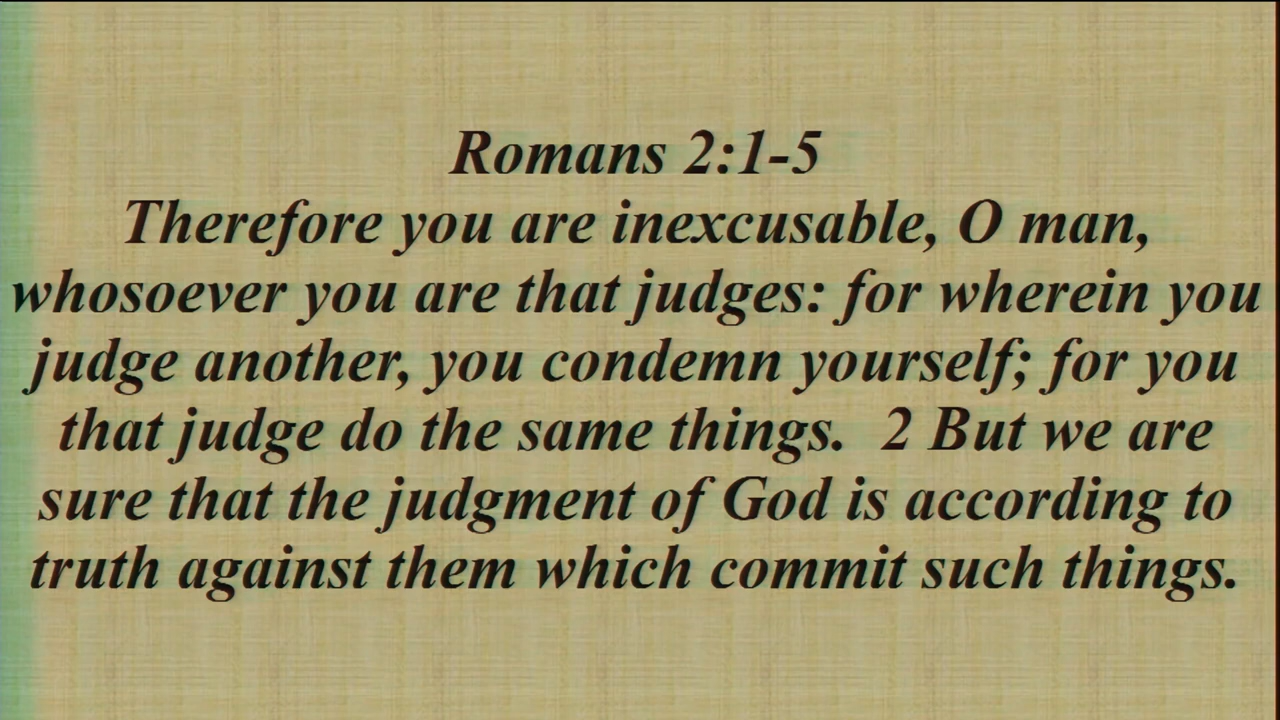 Romans 2:1-5
Therefore you are inexcusable, O man,
whosoever you are that judges: for wherein you
judge another, you condemn yourself; for you
that judge do the same things. 2 But we are
sure that the judgment of God is according to
truth against them which commit such things.